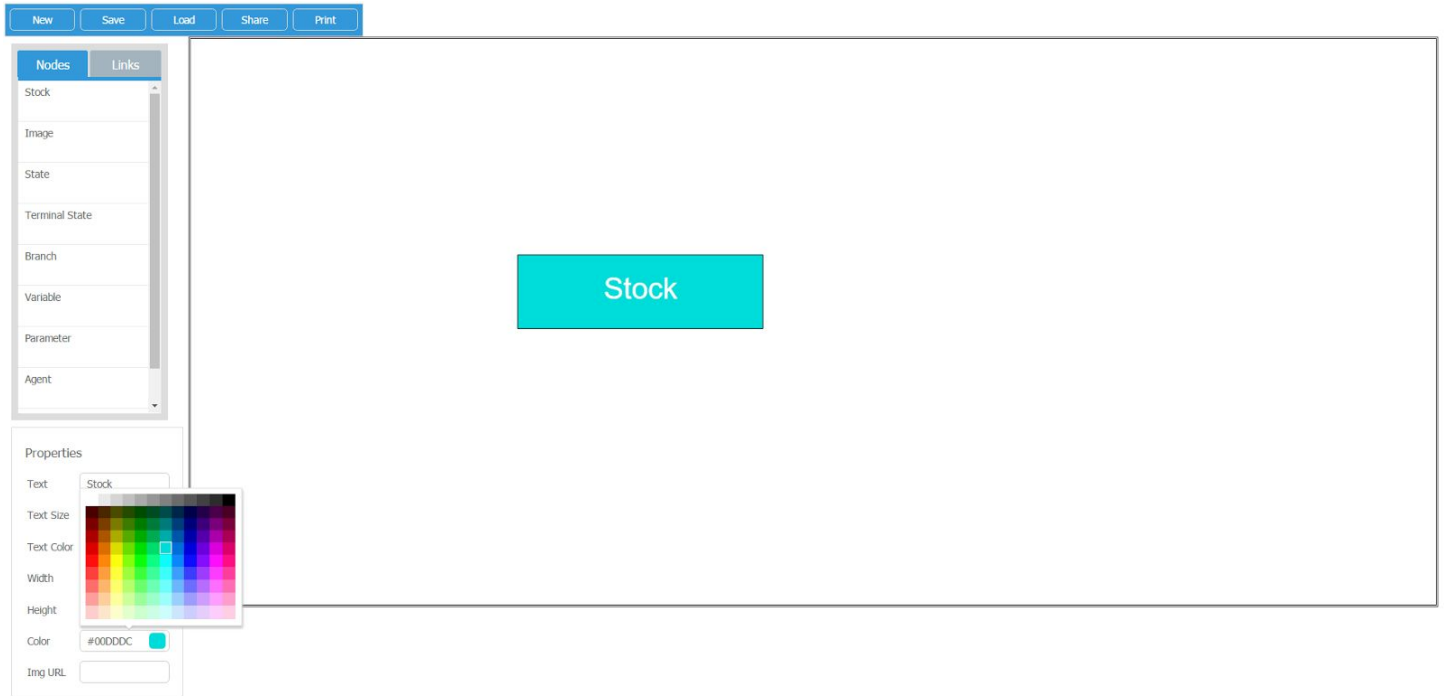 New Save Load Share Print
Nodes Links
Stock
Image
State
Terminal State
Branch
Variable
Parameter
Agent
Stock
Properties
Text Stock
Text Size
Text Color
Width
Height
Color #00DDDC
Img URL